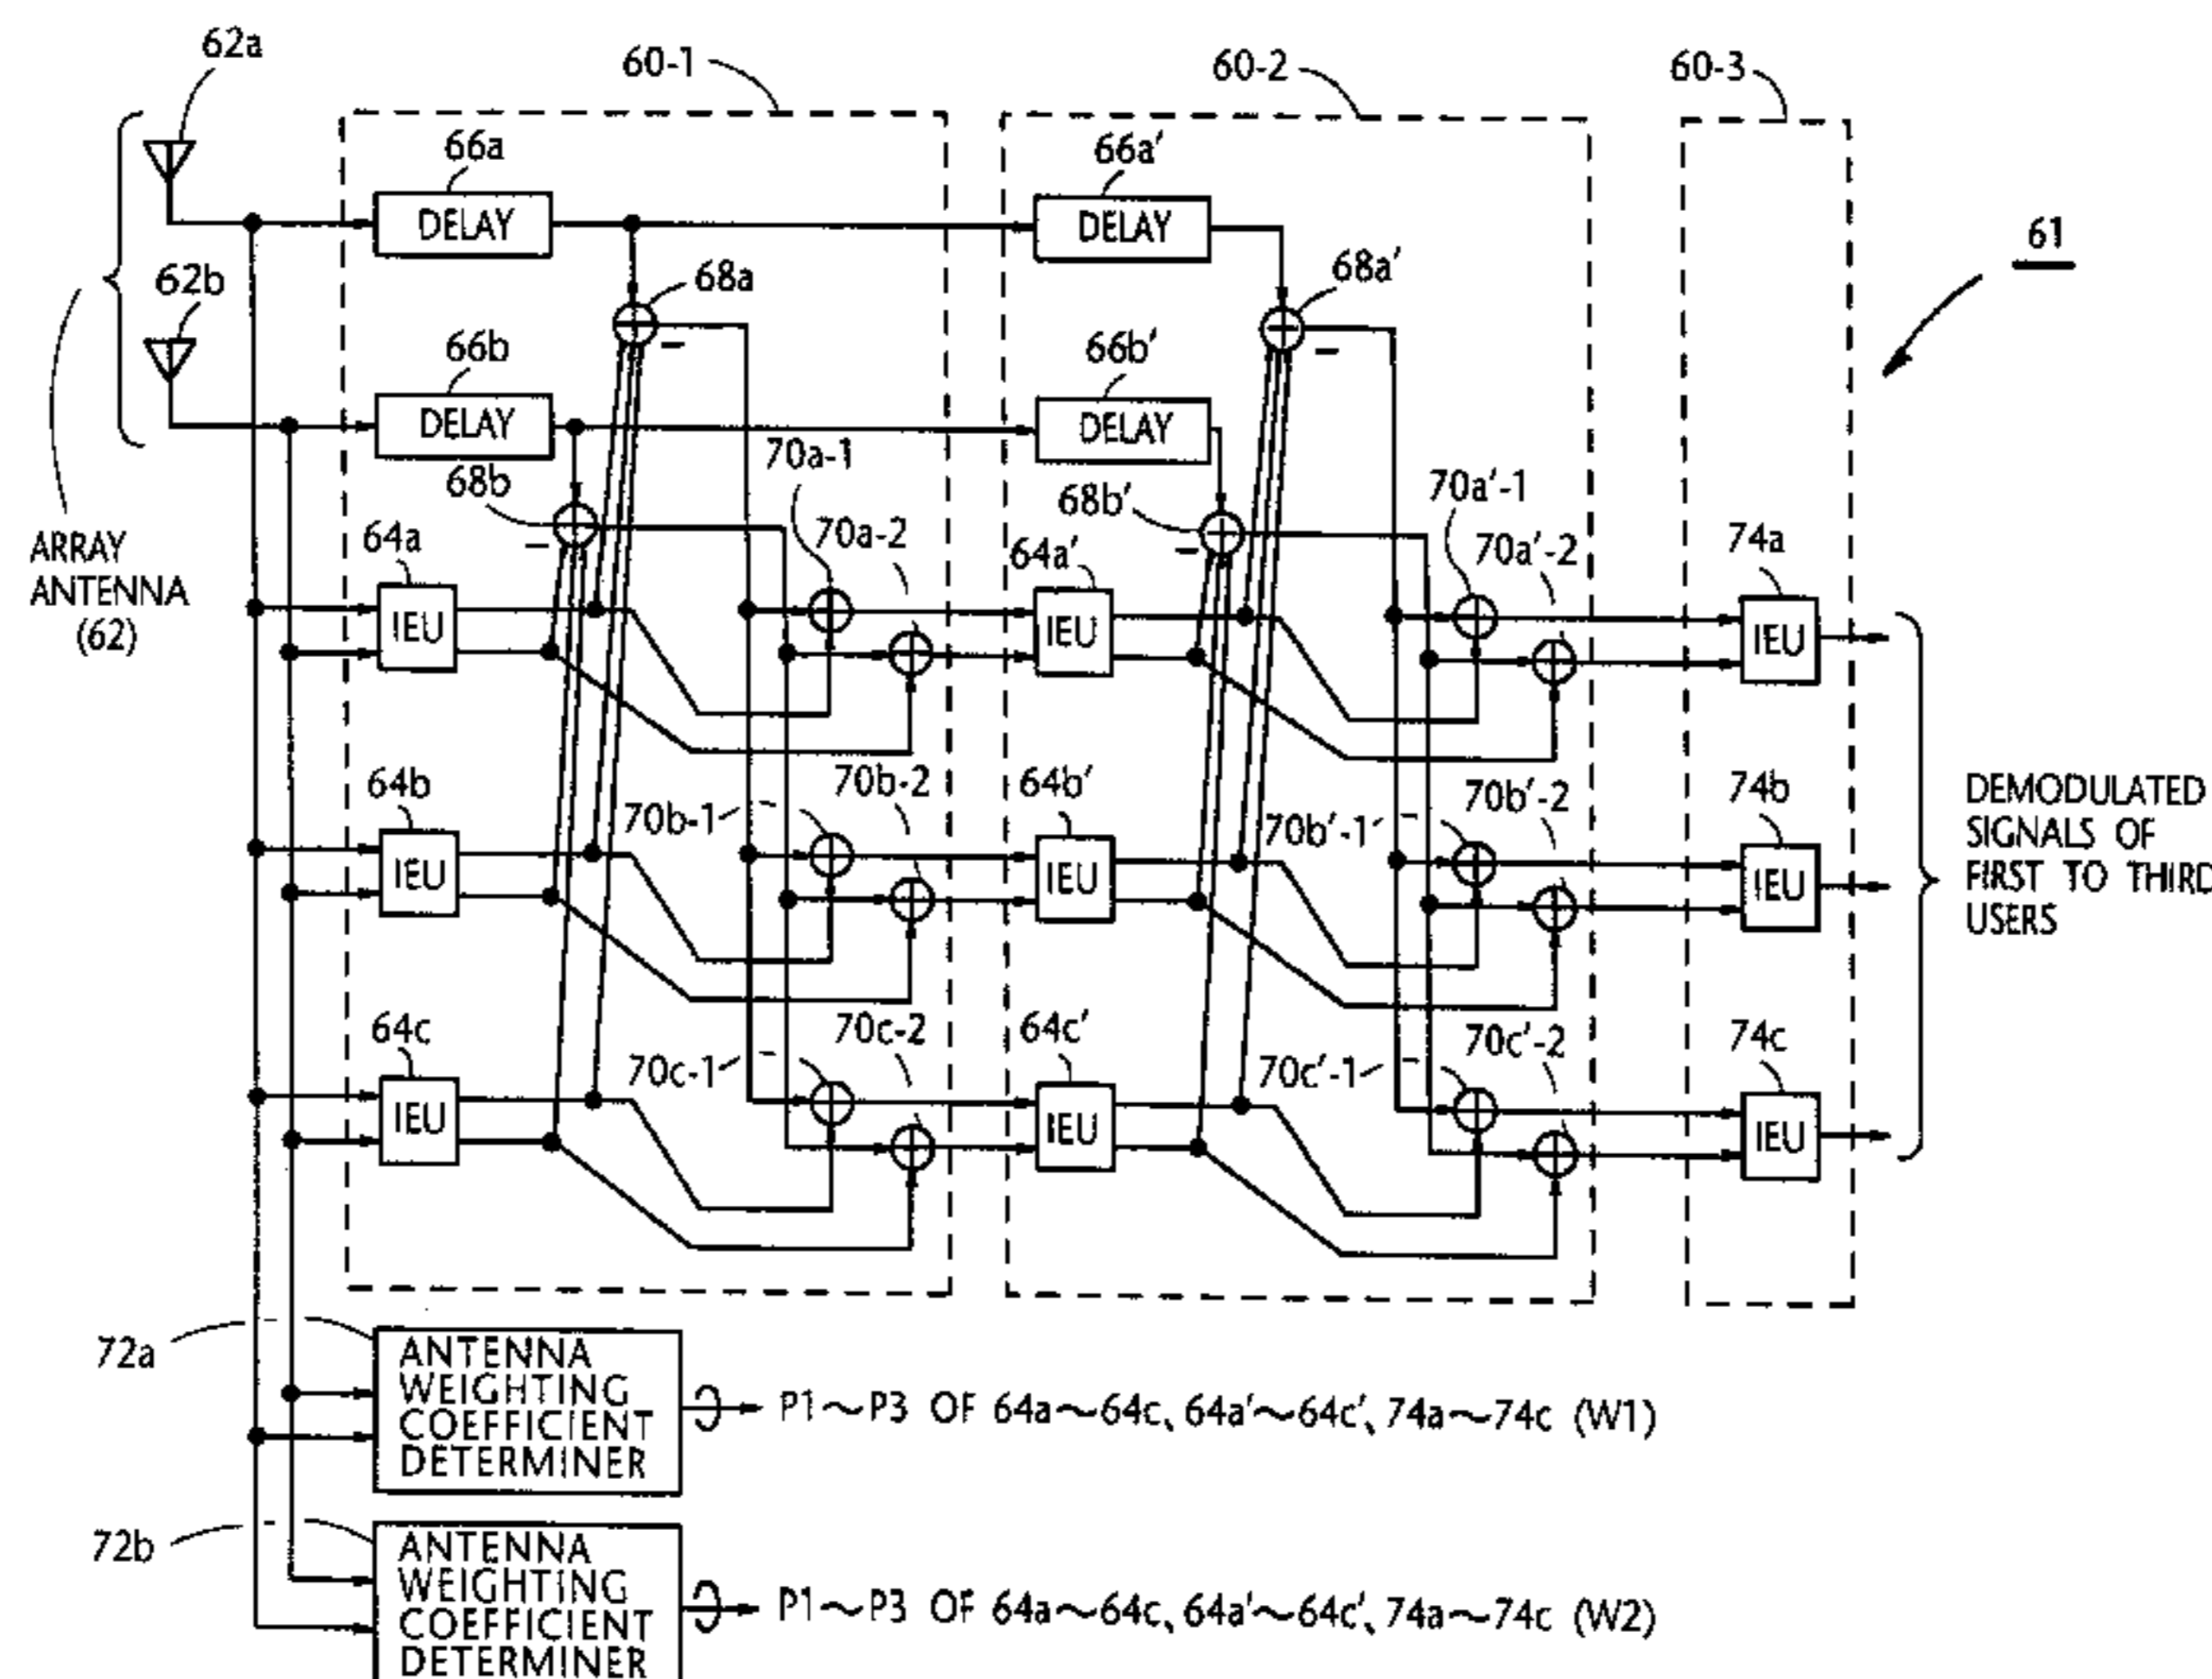 62a
60-1
60-2
60-3
66a
66a′
DELAY
DELAY
61
62b
68a
68a′
66b
66b′
DELAY
DELAY
70a-1
68b
68b′
70a′-1
ARRAY
ANTENNA
(62)
64a
70a-2
64a′
70a′-2
74a
IEU
IEU
IEU
64b
70b-1
70b-2
64b′
70b′-1
70b′-2
74b
IEU
IEU
IEU
DEMODULATED
SIGNALS OF
FIRST TO THIRD
USERS
64c
70c-1
70c-2
64c′
70c′-1
70c′-2
74c
IEU
IEU
IEU
72a
ANTENNA
WEIGHTING
COEFFICIENT
DETERMINER
P1~P3 OF 64a~64c、64a′~64c′、74a~74c (W1)
72b
ANTENNA
WEIGHTING
COEFFICIENT
DETERMINER
P1~P3 OF 64a~64c、64a′~64c′、74a~74c (W2)